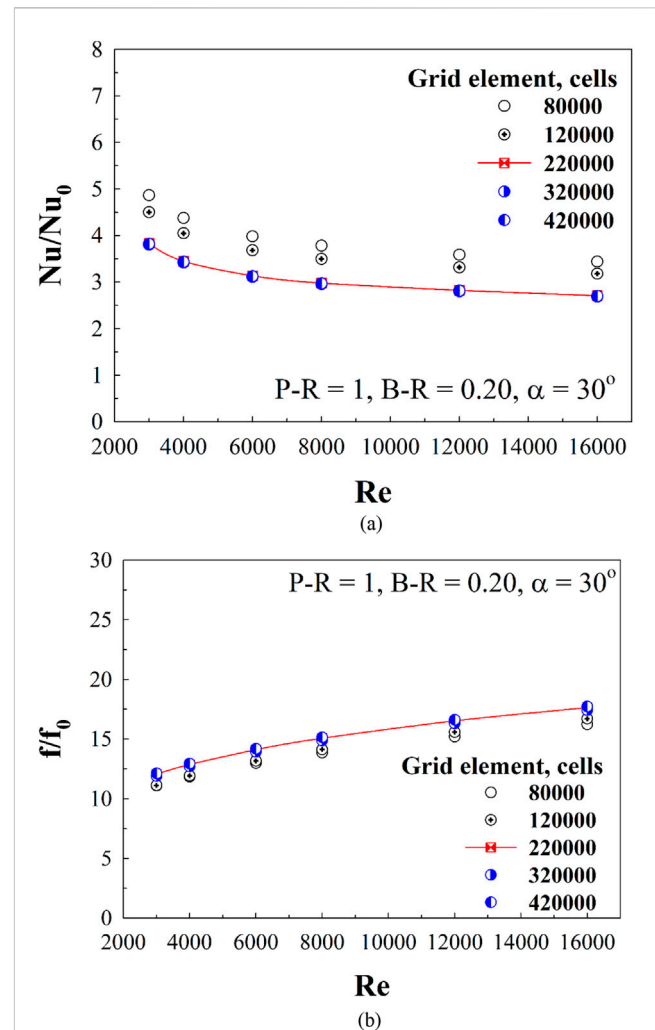 8
7
6
5
4
3
2
1
0
Nu/Nu₀
Grid element, cells
80000
120000
220000
320000
420000
P-R = 1, B-R = 0.20, α = 30°
2000 4000 6000 8000 10000 12000 14000 16000
Re
(a)
30
25
20
15
10
5
0
f/f₀
P-R = 1, B-R = 0.20, α = 30°
Grid element, cells
80000
120000
220000
320000
420000
2000 4000 6000 8000 10000 12000 14000 16000
Re
(b)